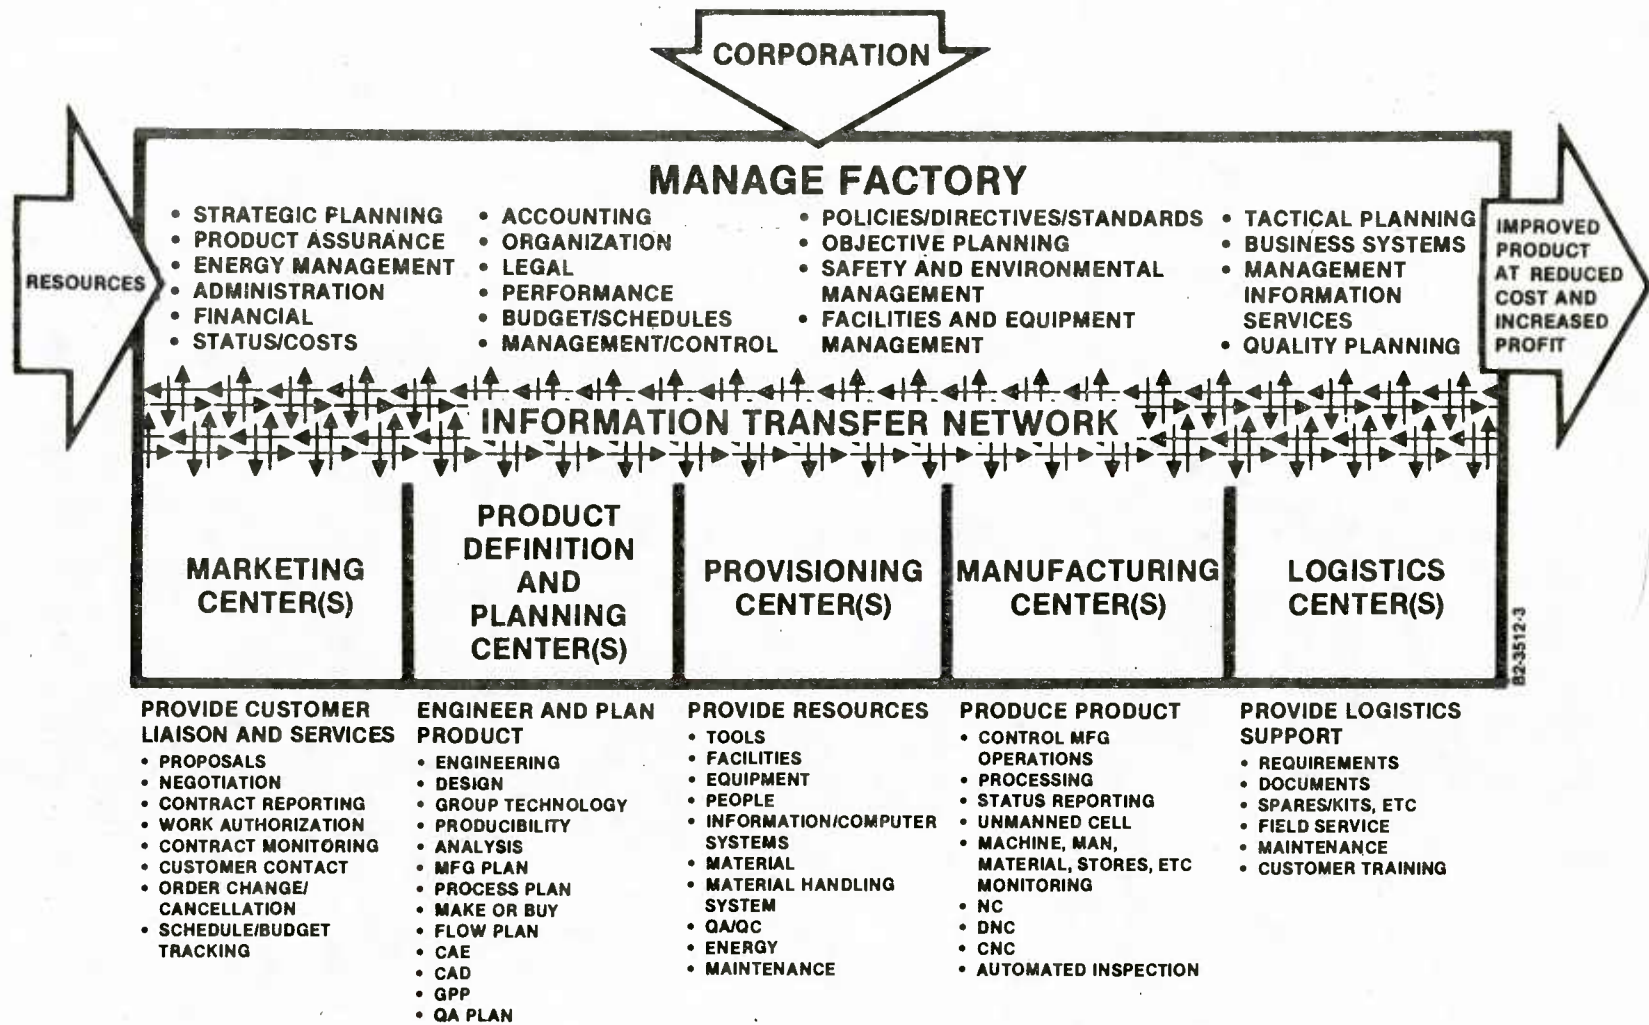 CORPORATION
RESOURCES
MANAGE FACTORY
• STRATEGIC PLANNING
• PRODUCT ASSURANCE
• ENERGY MANAGEMENT
• ADMINISTRATION
• FINANCIAL
• STATUS/COSTS
• ACCOUNTING
• ORGANIZATION
• LEGAL
• PERFORMANCE
• BUDGET/SCHEDULES
• MANAGEMENT/CONTROL
• POLICIES/DIRECTIVES/STANDARDS
• OBJECTIVE PLANNING
• SAFETY AND ENVIRONMENTAL
MANAGEMENT
• FACILITIES AND EQUIPMENT
MANAGEMENT
• TACTICAL PLANNING
• BUSINESS SYSTEMS
• MANAGEMENT
INFORMATION
SERVICES
• QUALITY PLANNING
IMPROVED
PRODUCT
AT REDUCED
COST AND
INCREASED
PROFIT
INFORMATION TRANSFER NETWORK
MARKETING
CENTER(S)
PRODUCT
DEFINITION
AND
PLANNING
CENTER(S)
PROVISIONING
CENTER(S)
MANUFACTURING
CENTER(S)
LOGISTICS
CENTER(S)
82-3512-3
PROVIDE CUSTOMER
LIAISON AND SERVICES
• PROPOSALS
• NEGOTIATION
• CONTRACT REPORTING
• WORK AUTHORIZATION
• CONTRACT MONITORING
• CUSTOMER CONTACT
• ORDER CHANGE/
CANCELLATION
• SCHEDULE/BUDGET
TRACKING
ENGINEER AND PLAN
PRODUCT
• ENGINEERING
• DESIGN
• GROUP TECHNOLOGY
• PRODUCIBILITY
• ANALYSIS
• MFG PLAN
• PROCESS PLAN
• MAKE OR BUY
• FLOW PLAN
• CAE
• CAD
• GPP
• QA PLAN
PROVIDE RESOURCES
• TOOLS
• FACILITIES
• EQUIPMENT
• PEOPLE
• INFORMATION/COMPUTER
SYSTEMS
• MATERIAL
• MATERIAL HANDLING
SYSTEM
• QA/QC
• ENERGY
• MAINTENANCE
PRODUCE PRODUCT
• CONTROL MFG
OPERATIONS
• PROCESSING
• STATUS REPORTING
• UNMANNED CELL
• MACHINE, MAN,
MATERIAL, STORES, ETC
MONITORING
• NC
• DNC
• CNC
• AUTOMATED INSPECTION
PROVIDE LOGISTICS
SUPPORT
• REQUIREMENTS
• DOCUMENTS
• SPARES/KITS, ETC
• FIELD SERVICE
• MAINTENANCE
• CUSTOMER TRAINING